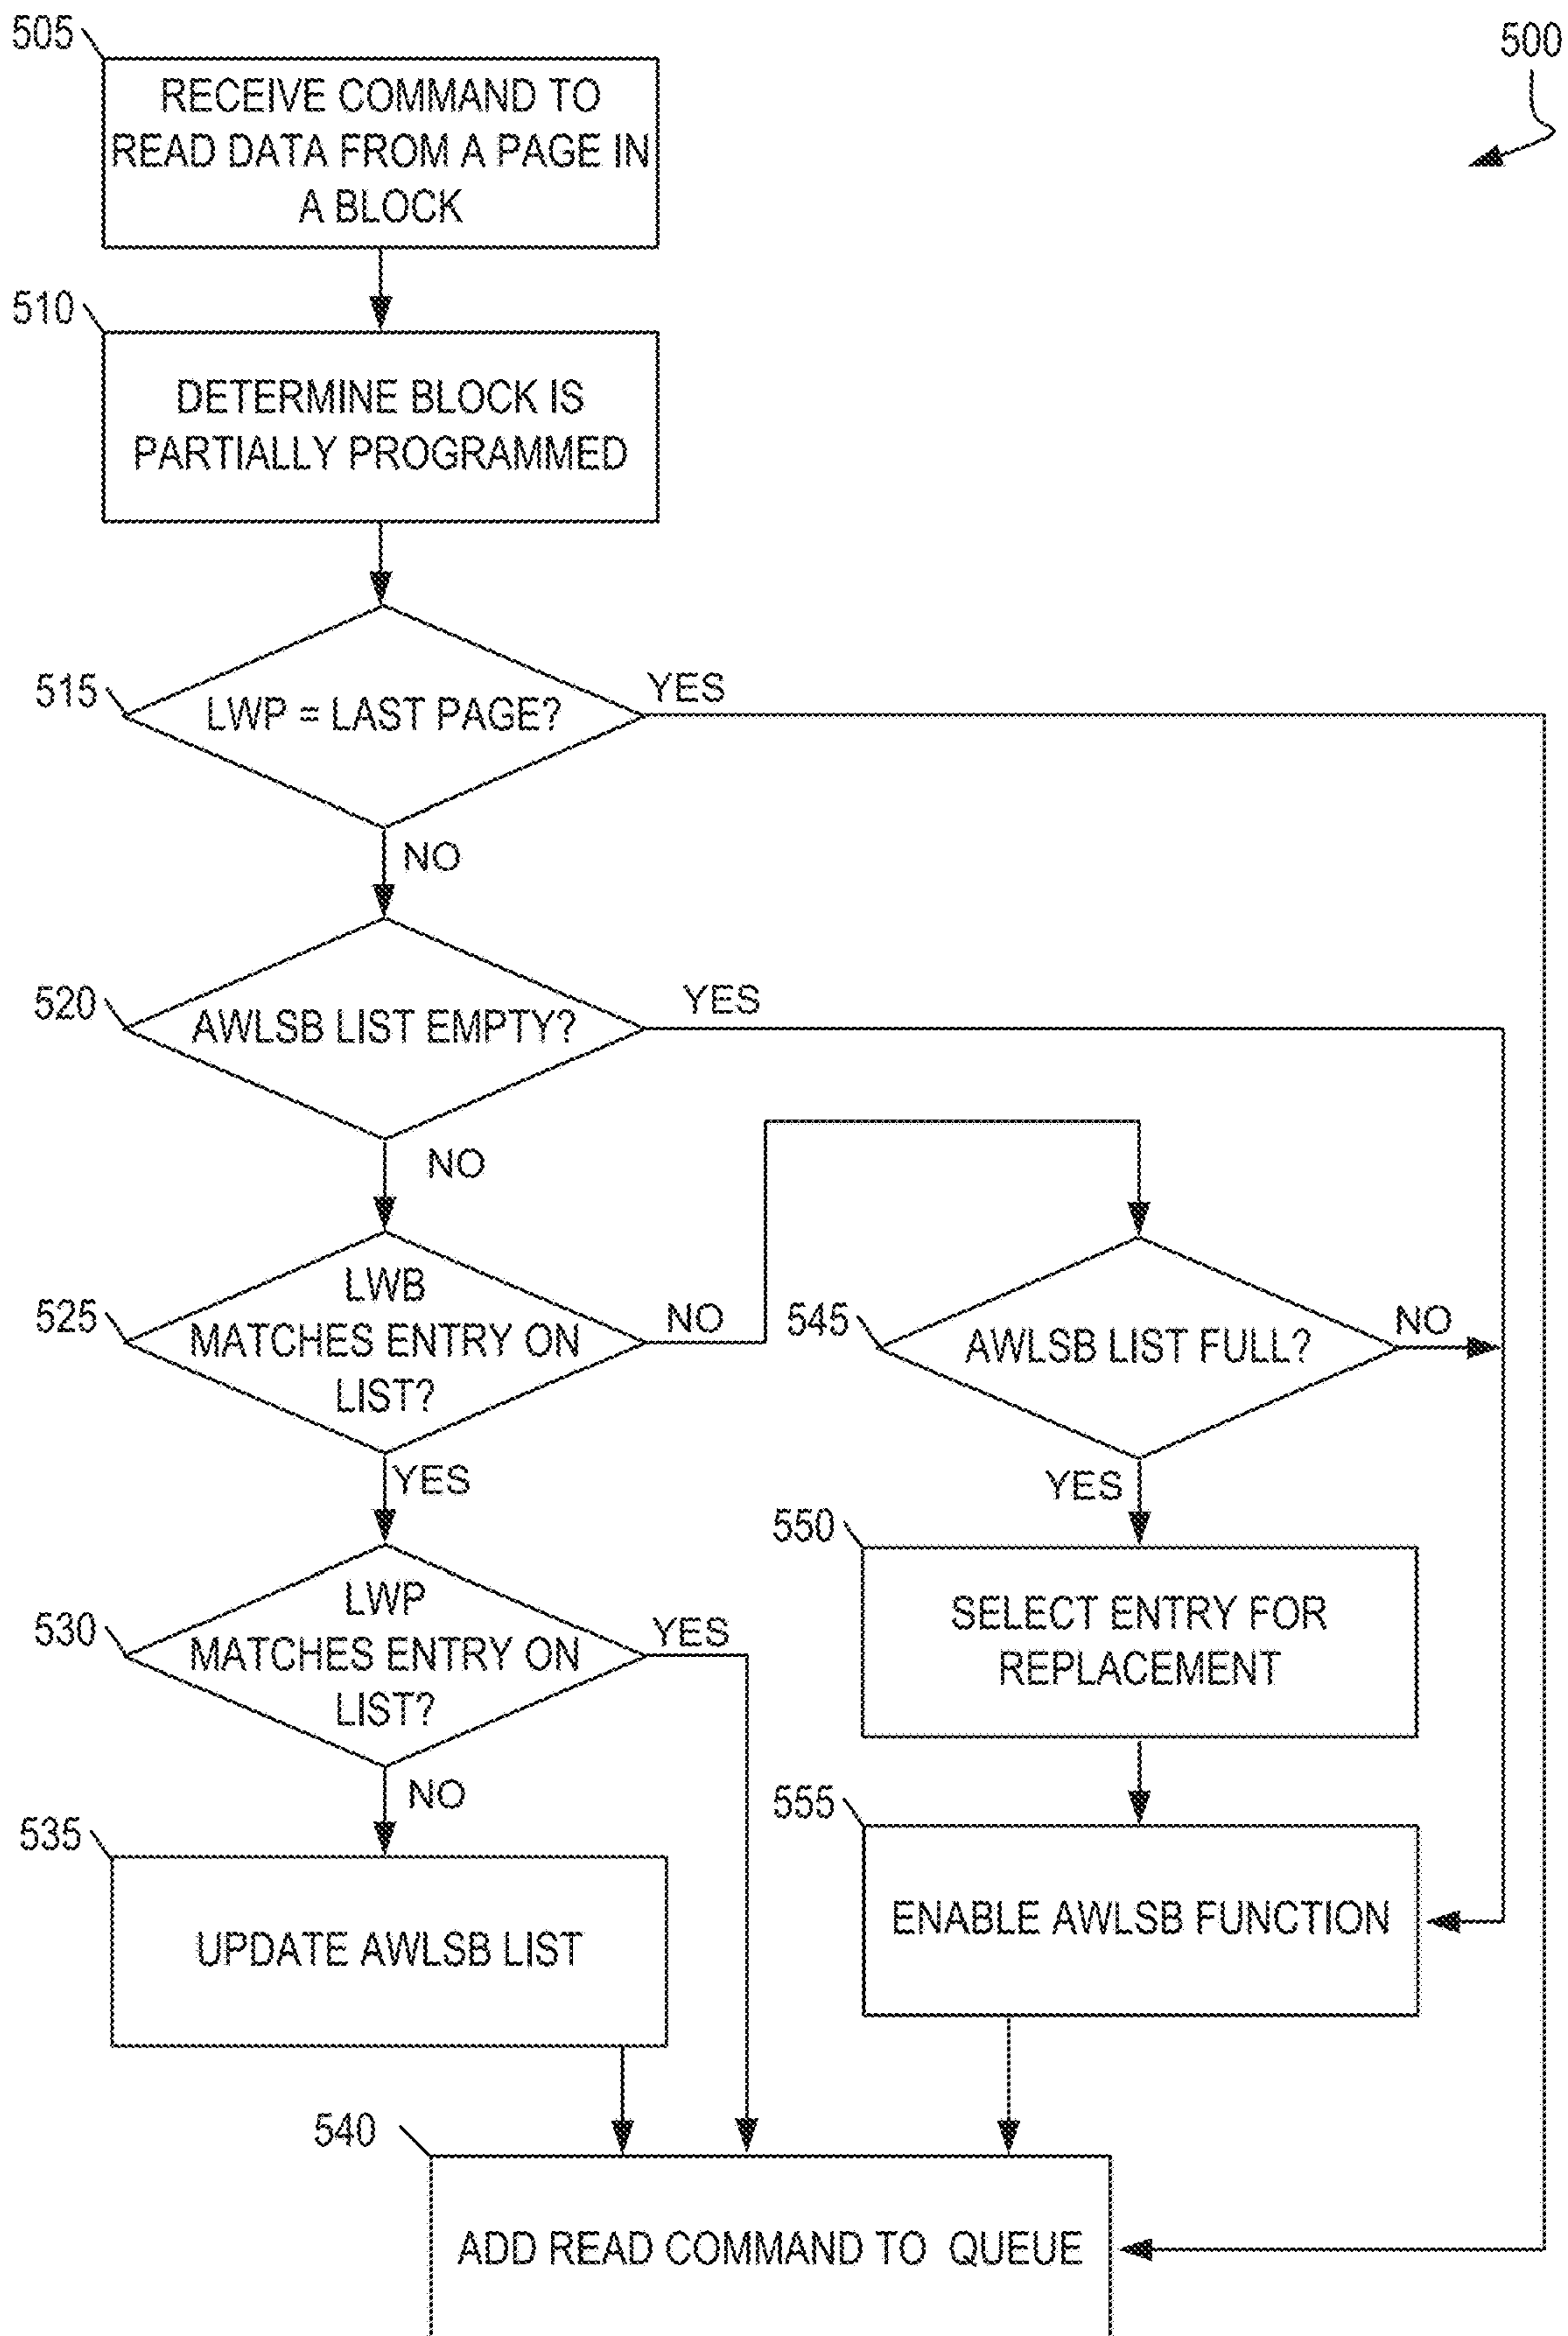 505
500
RECEIVE COMMAND TO
READ DATA FROM A PAGE IN
A BLOCK
510
DETERMINE BLOCK IS
PARTIALLY PROGRAMMED
515
LWP = LAST PAGE?
YES
NO
520
AWLSB LIST EMPTY?
YES
NO
525
LWB
MATCHES ENTRY ON
LIST?
NO
YES
545
AWLSB LIST FULL?
NO
YES
530
LWP
MATCHES ENTRY ON
LIST?
YES
NO
550
SELECT ENTRY FOR
REPLACEMENT
535
UPDATE AWLSB LIST
555
ENABLE AWLSB FUNCTION
540
ADD READ COMMAND TO QUEUE